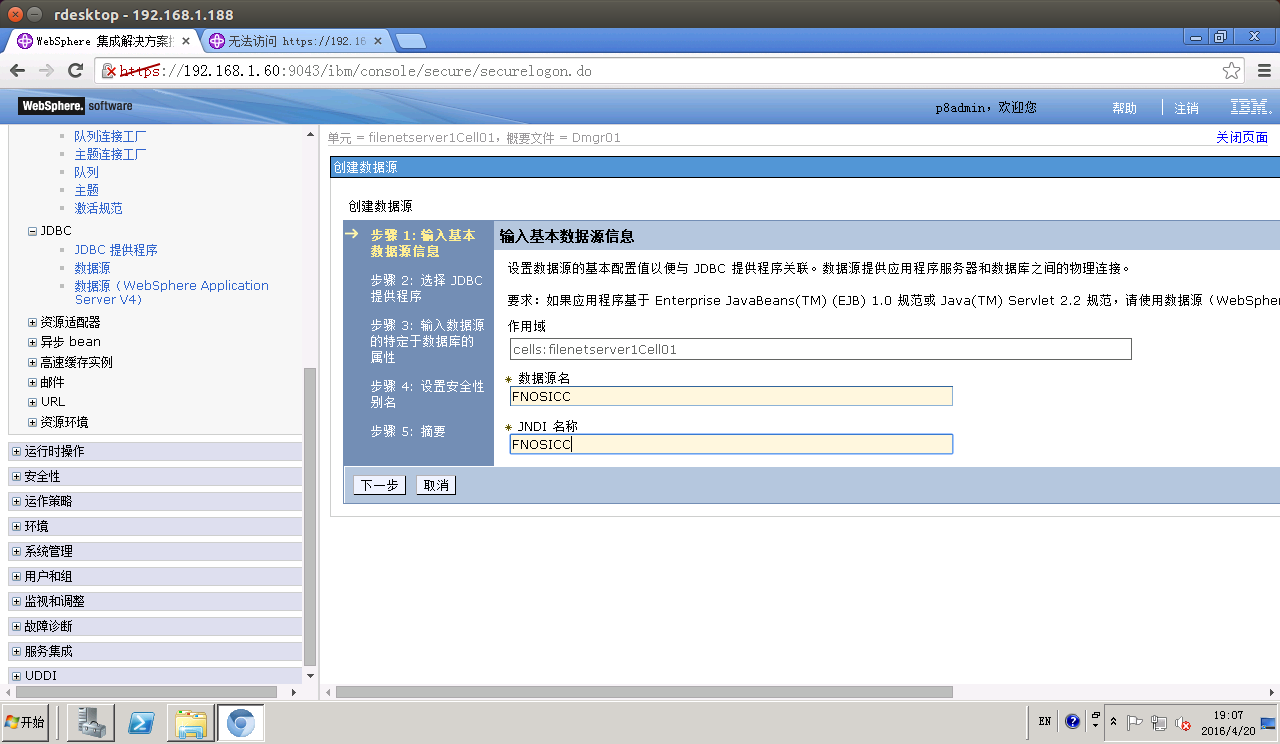 rdesktop - 192.168.1.188
WebSphere 集成解决方案
无法访问 https://192.16
https://192.168.1.60:9043/ibm/console/secure/securelogon.do
WebSphere. software
p8admin，欢迎您
帮助
注销
IBM.
队列连接工厂
主题连接工厂
队列
主题
激活规范
JDBC
JDBC 提供程序
数据源
数据源（WebSphere Application
Server V4）
资源适配器
异步 bean
高速缓存实例
邮件
URL
资源环境
运行时操作
安全性
运作策略
环境
系统管理
用户和组
监视和调整
故障诊断
服务集成
UDDI
单元 = filenetserver1Cell01，概要文件 = Dmgr01
关闭页面
创建数据源
创建数据源
步骤 1: 输入基本
数据源信息
步骤 2: 选择 JDBC
提供程序
步骤 3: 输入数据源
的特定于数据库的
属性
步骤 4: 设置安全性
别名
步骤 5: 摘要
输入基本数据源信息
设置数据源的基本配置值以便与 JDBC 提供程序关联。数据源提供应用程序服务器和数据库之间的物理连接。
要求：如果应用程序基于 Enterprise JavaBeans(TM) (EJB) 1.0 规范或 Java(TM) Servlet 2.2 规范，请使用数据源（WebSpher
作用域
cells:filenetserver1Cell01
* 数据源名
FNOSICC
* JNDI 名称
FNOSICC
下一步
取消
开始
EN
19:07
2016/4/20